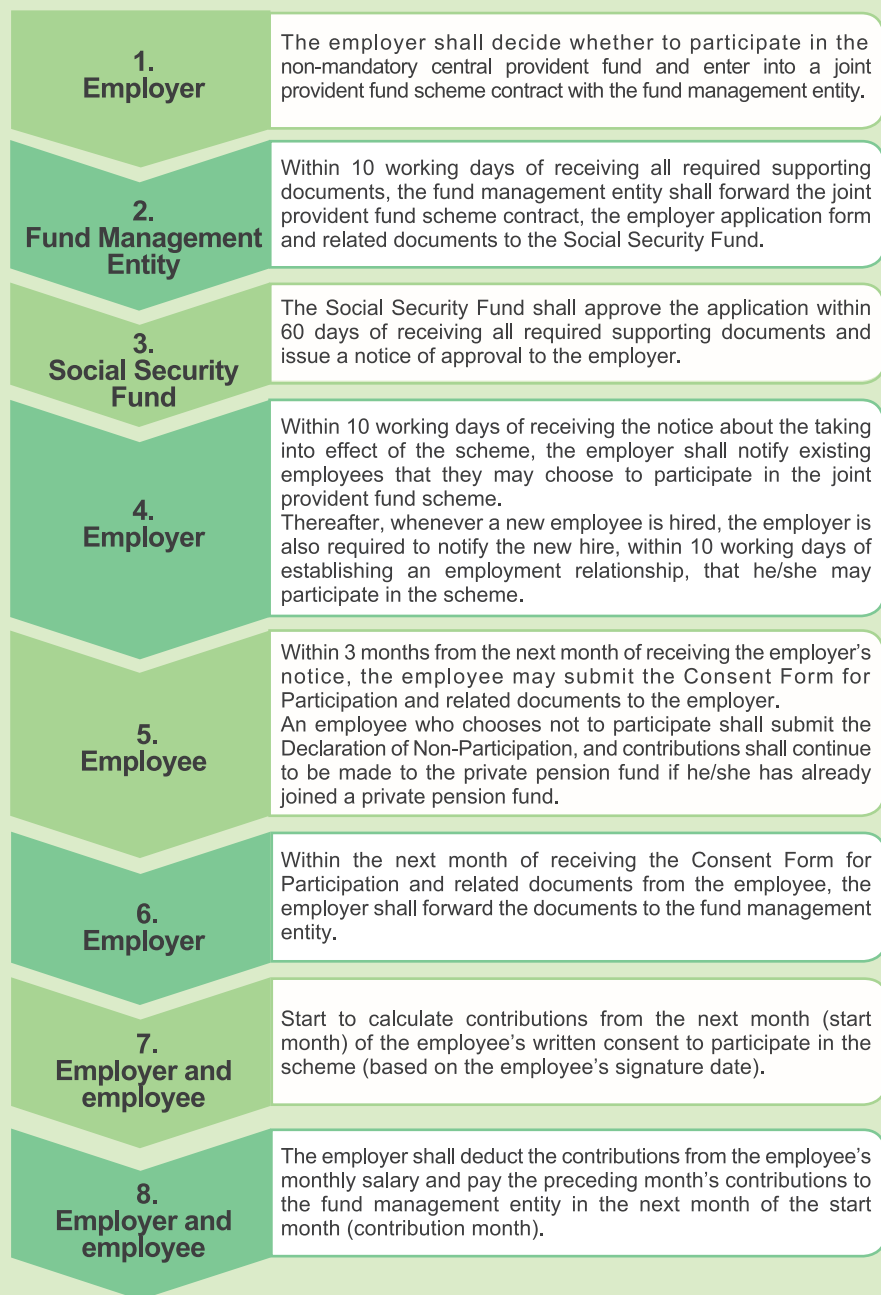 1.
Employer
The employer shall decide whether to participate in the
non-mandatory central provident fund and enter into a joint
provident fund scheme contract with the fund management entity.
2.
Fund Management
Entity
Within 10 working days of receiving all required supporting
documents, the fund management entity shall forward the joint
provident fund scheme contract, the employer application form
and related documents to the Social Security Fund.
3.
Social Security
Fund
The Social Security Fund shall approve the application within
60 days of receiving all required supporting documents and
issue a notice of approval to the employer.
4.
Employer
Within 10 working days of receiving the notice about the taking
into effect of the scheme, the employer shall notify existing
employees that they may choose to participate in the joint
provident fund scheme.
Thereafter, whenever a new employee is hired, the employer is
also required to notify the new hire, within 10 working days of
establishing an employment relationship, that he/she may
participate in the scheme.
5.
Employee
Within 3 months from the next month of receiving the employer's
notice, the employee may submit the Consent Form for
Participation and related documents to the employer.
An employee who chooses not to participate shall submit the
Declaration of Non-Participation, and contributions shall continue
to be made to the private pension fund if he/she has already
joined a private pension fund.
6.
Employer
Within the next month of receiving the Consent Form for
Participation and related documents from the employee, the
employer shall forward the documents to the fund management
entity.
7.
Employer and
employee
Start to calculate contributions from the next month (start
month) of the employee's written consent to participate in the
scheme (based on the employee's signature date).
8.
Employer and
employee
The employer shall deduct the contributions from the employee's
monthly salary and pay the preceding month's contributions to
the fund management entity in the next month of the start
month (contribution month).